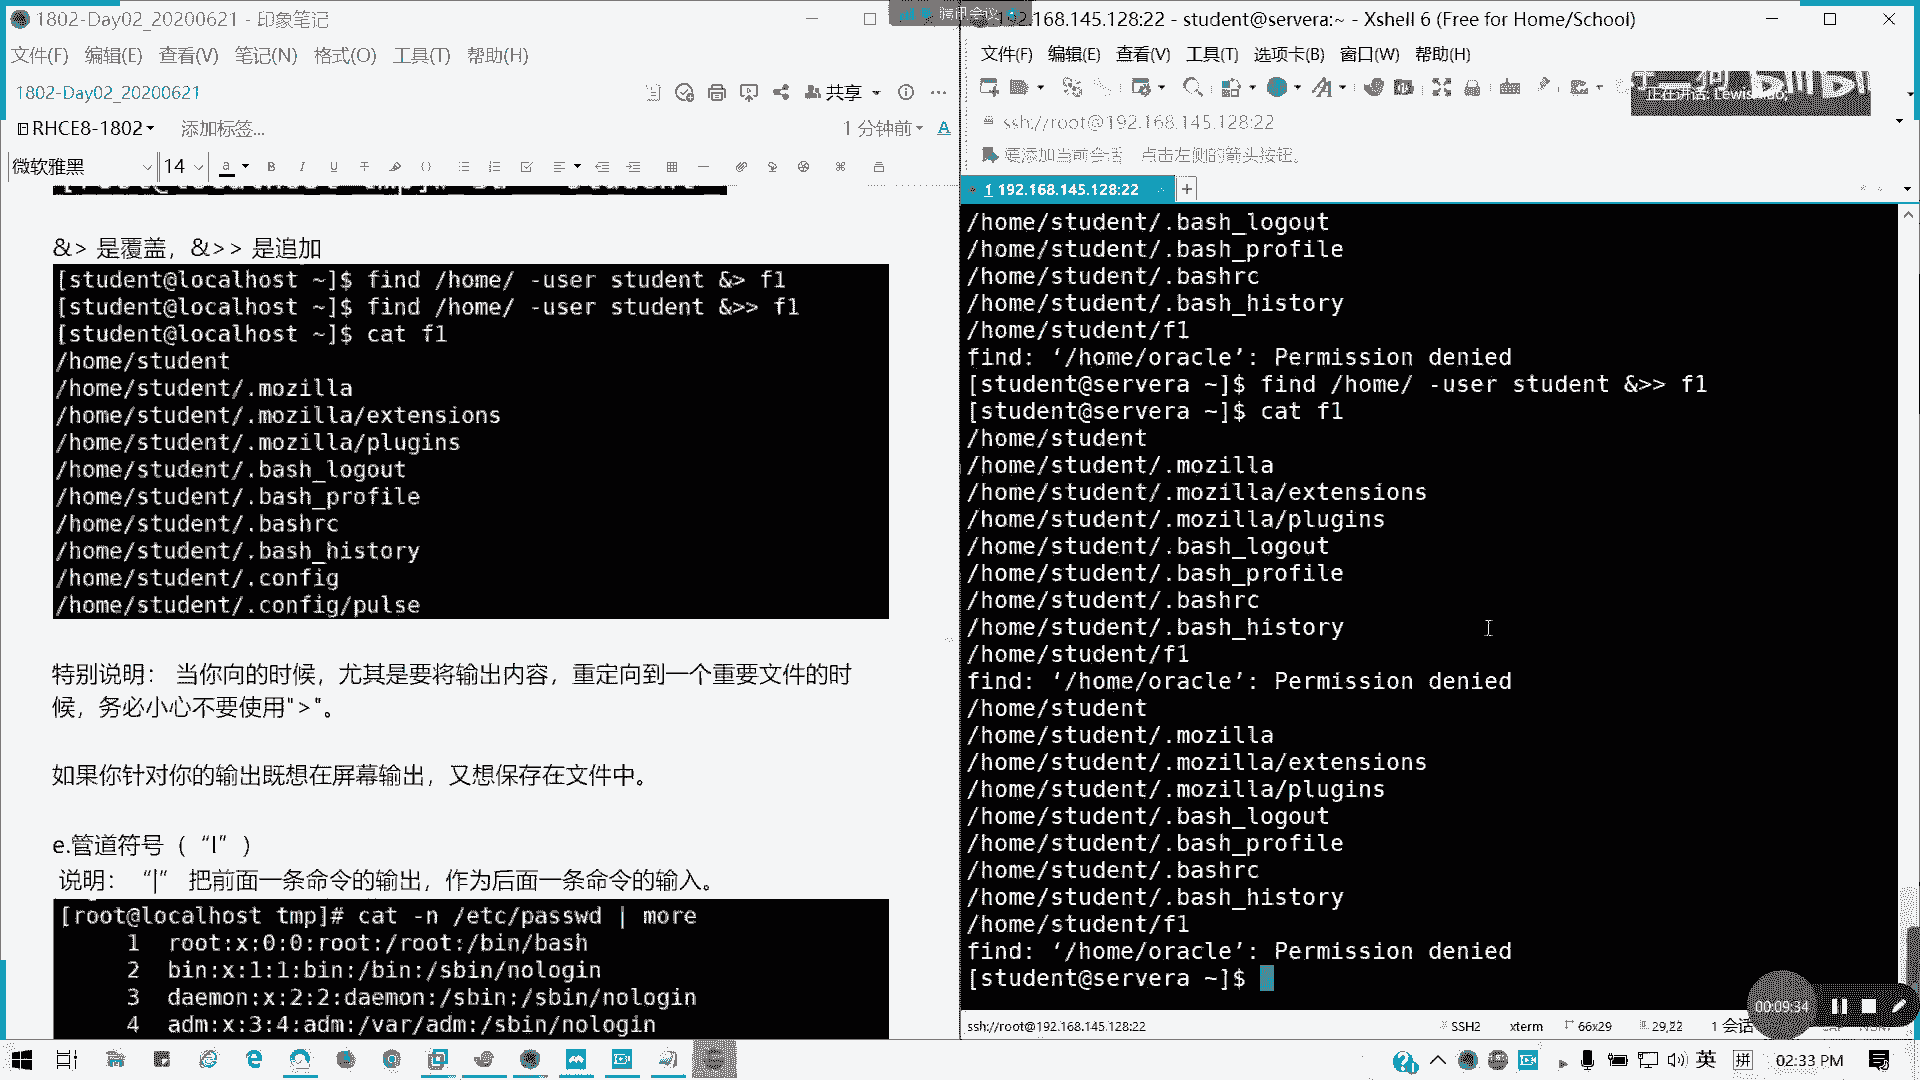 1802-Day02_20200621 - 印象笔记
文件(F) 编辑(E) 查看(V) 笔记(N) 格式(O) 工具(T) 帮助(H)
1802-Day02_20200621
共享
RHCE8-1802 添加标签...
1 分钟前
微软雅黑 14
&> 是覆盖，&>> 是追加
[student@localhost ~]$ find /home/ -user student &> f1
[student@localhost ~]$ find /home/ -user student &>> f1
[student@localhost ~]$ cat f1
/home/student
/home/student/.mozilla
/home/student/.mozilla/extensions
/home/student/.mozilla/plugins
/home/student/.bash_logout
/home/student/.bash_profile
/home/student/.bashrc
/home/student/.bash_history
/home/student/.config
/home/student/.config/pulse
特别说明： 当你向的时候，尤其是要将输出内容，重定向到一个重要文件的时
候，务必小心不要使用">"。
如果你针对你的输出既想在屏幕输出，又想保存在文件中。
e.管道符号（“|”）
说明：“|” 把前面一条命令的输出，作为后面一条命令的输入。
[root@localhost tmp]# cat -n /etc/passwd | more
1 root:x:0:0:root:/root:/bin/bash
2 bin:x:1:1:bin:/bin:/sbin/nologin
3 daemon:x:2:2:daemon:/sbin:/sbin/nologin
4 adm:x:3:4:adm:/var/adm:/sbin/nologin
腾讯会议
192.168.145.128:22 - student@servera:~ - Xshell 6 (Free for Home/School)
文件(F) 编辑(E) 查看(V) 工具(T) 选项卡(B) 窗口(W) 帮助(H)
正在讲话: Lewis
ssh://root@192.168.145.128:22
要添加当前会话，点击左侧的箭头按钮。
1 192.168.145.128:22
/home/student/.bash_logout
/home/student/.bash_profile
/home/student/.bashrc
/home/student/.bash_history
/home/student/f1
find: ‘/home/oracle’: Permission denied
[student@servera ~]$ find /home/ -user student &>> f1
[student@servera ~]$ cat f1
/home/student
/home/student/.mozilla
/home/student/.mozilla/extensions
/home/student/.mozilla/plugins
/home/student/.bash_logout
/home/student/.bash_profile
/home/student/.bashrc
/home/student/.bash_history
/home/student/f1
find: ‘/home/oracle’: Permission denied
/home/student
/home/student/.mozilla
/home/student/.mozilla/extensions
/home/student/.mozilla/plugins
/home/student/.bash_logout
/home/student/.bash_profile
/home/student/.bashrc
/home/student/.bash_history
/home/student/f1
find: ‘/home/oracle’: Permission denied
[student@servera ~]$
00:09:34
ssh://root@192.168.145.128:22 SSH2 xterm 66x29 29,22 1 会话
英 拼 02:33 PM